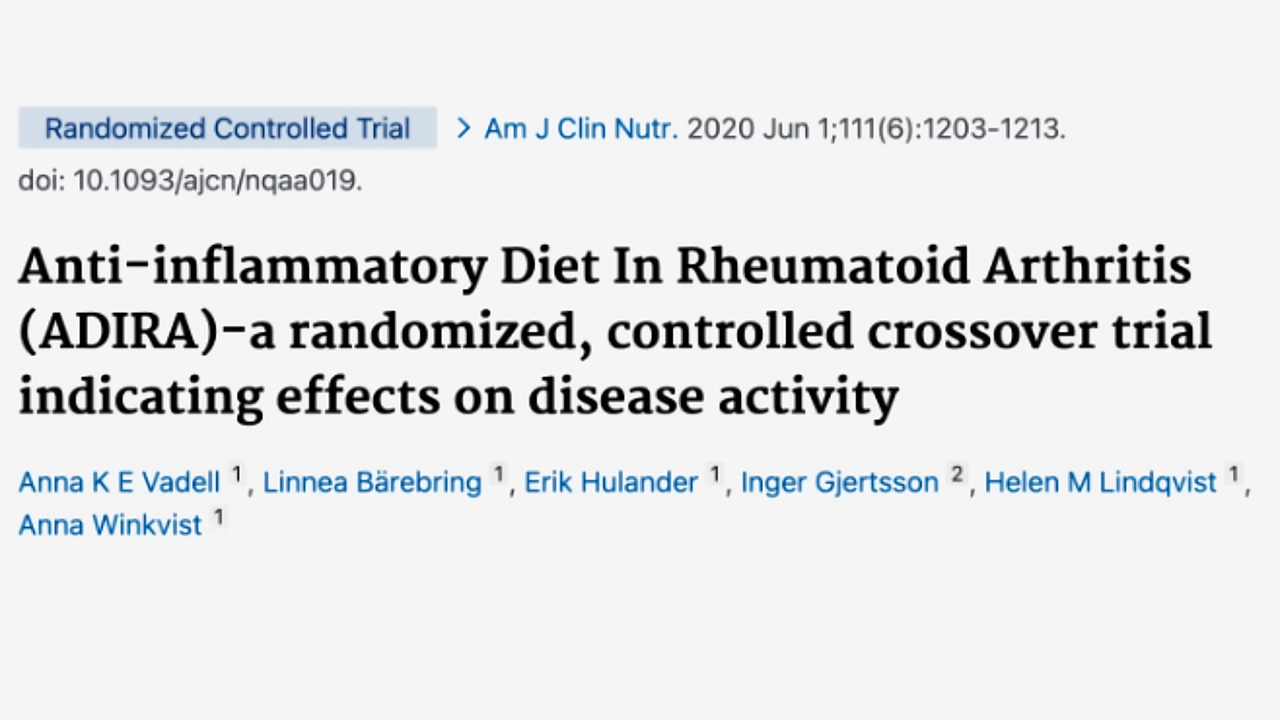 Randomized Controlled Trial > Am J Clin Nutr. 2020 Jun 1;111(6):1203-1213.
doi: 10.1093/ajcn/nqaa019.
Anti-inflammatory Diet In Rheumatoid Arthritis
(ADIRA)-a randomized, controlled crossover trial
indicating effects on disease activity
Anna K E Vadell 1, Linnea Bärebring 1, Erik Hulander 1, Inger Gjertsson 2, Helen M Lindqvist 1,
Anna Winkvist 1